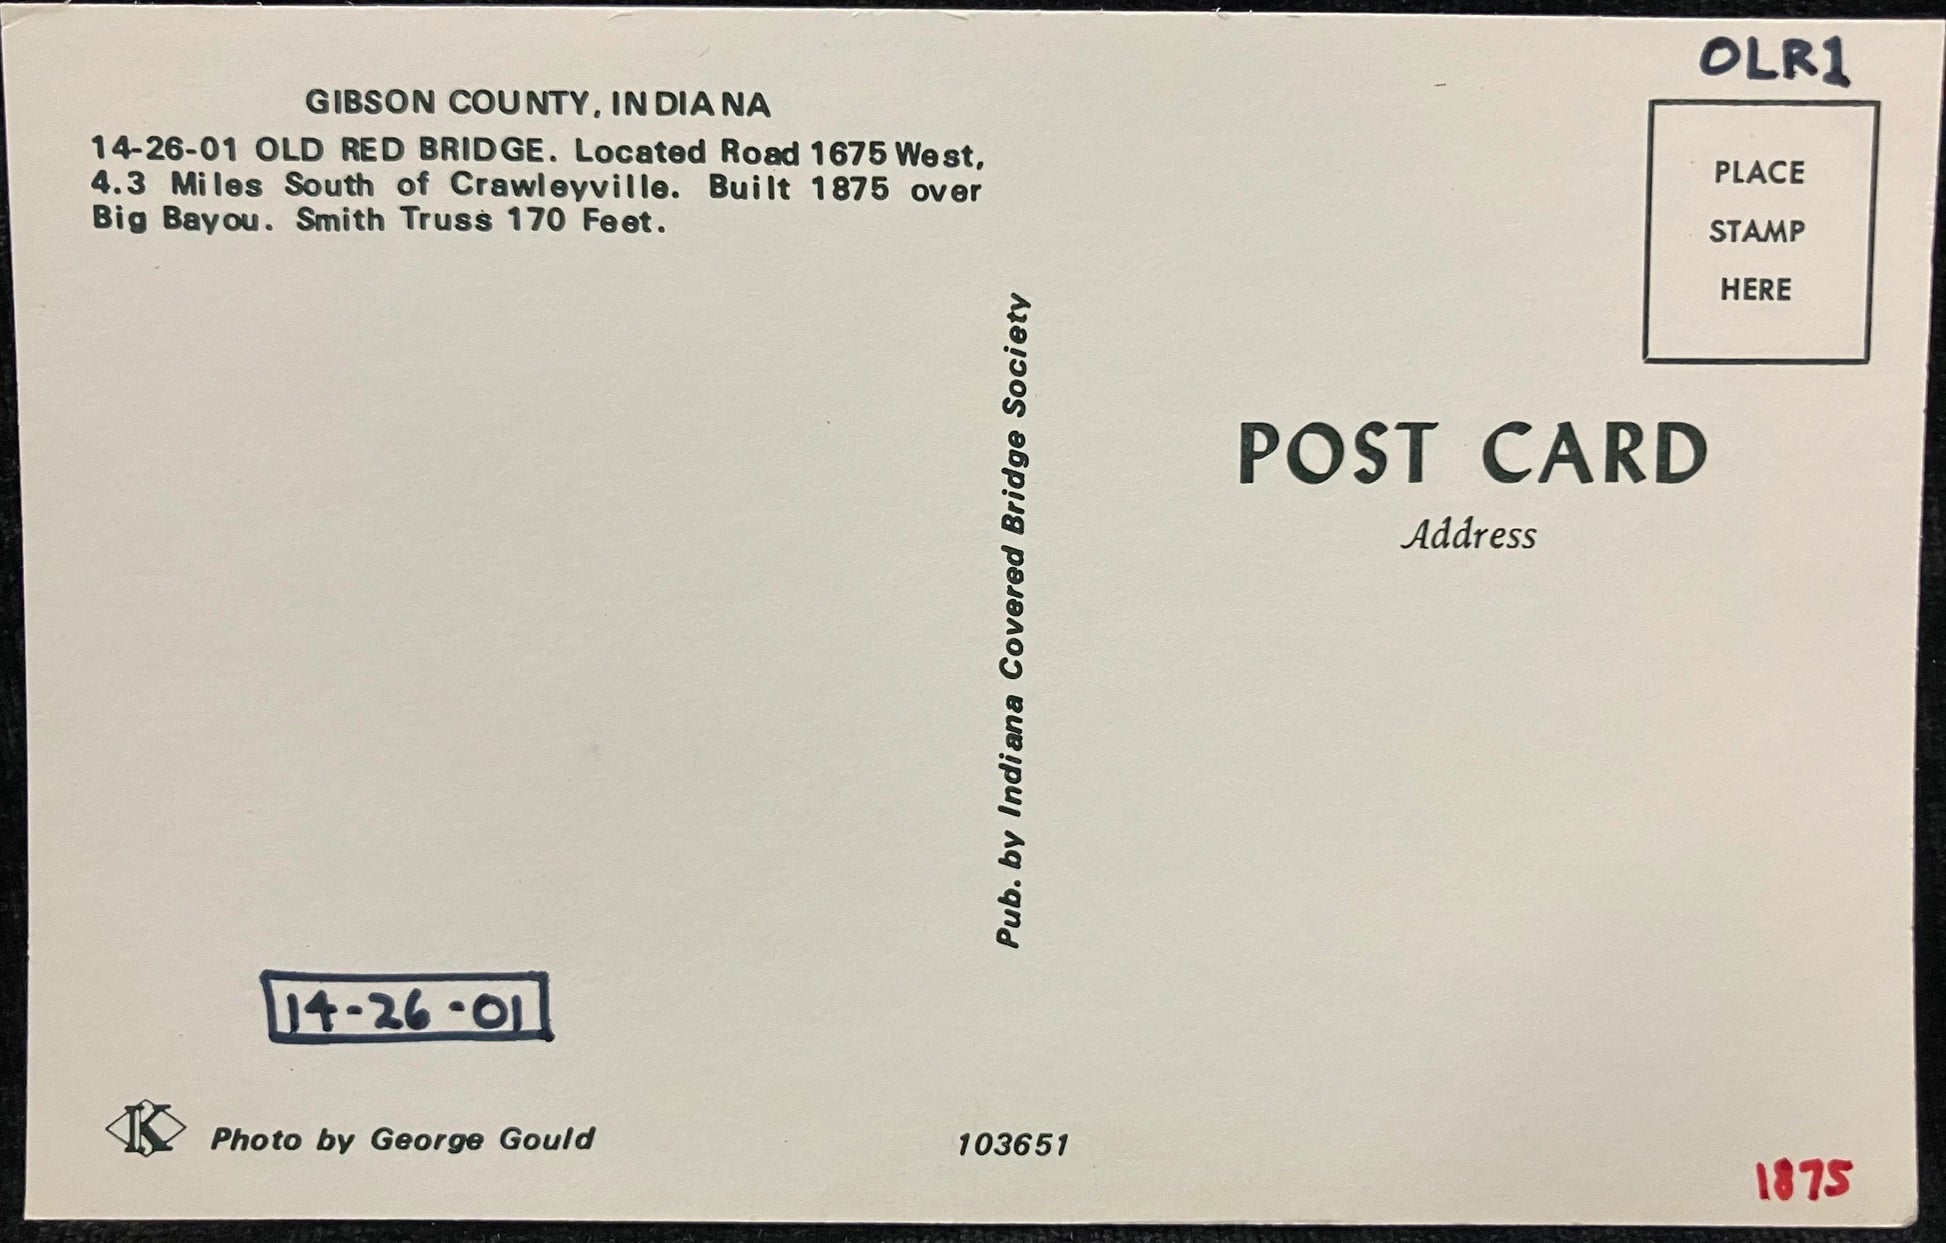 OLR1
GIBSON COUNTY, INDIANA
14-26-01 OLD RED BRIDGE. Located Road 1675 West,
4.3 Miles South of Crawleyville. Built 1875 over
Big Bayou. Smith Truss 170 Feet.
PLACE
STAMP
HERE
Pub. by Indiana Covered Bridge Society
POST CARD
Address
14-26-01
K
Photo by George Gould
103651
1875